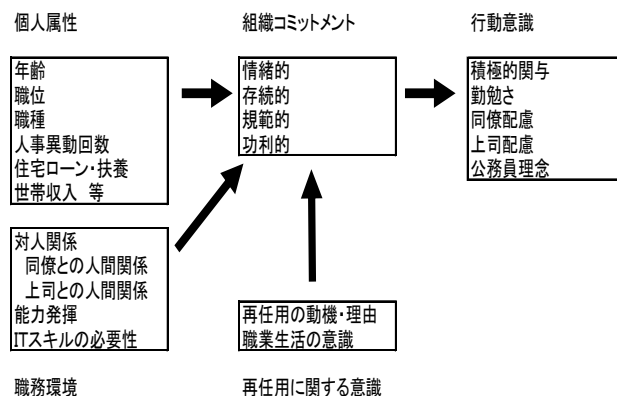 個人属性
年齢
職位
職種
人事異動回数
住宅ローン・扶養
世帯収入 等
組織コミットメント
情緒的
存続的
規範的
功利的
行動意識
積極的関与
勤勉さ
同僚配慮
上司配慮
公務員理念
対人関係
同僚との人間関係
上司との人間関係
能力発揮
ITスキルの必要性
職務環境
再任用の動機・理由
職業生活の意識
再任用に関する意識